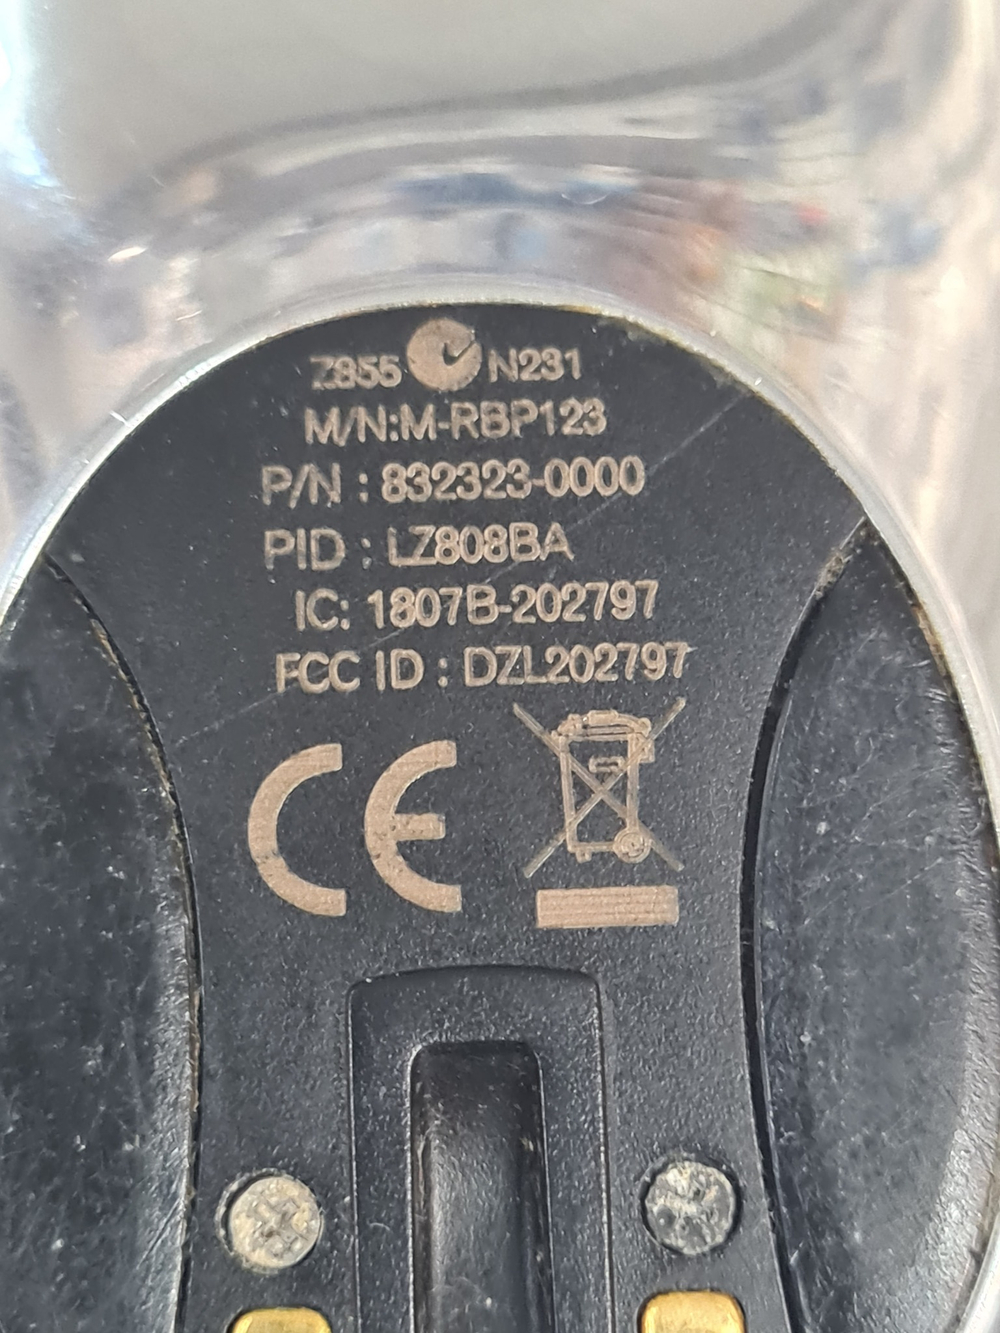 Z855 N231
M/N:M-RBP123
P/N : 832323-0000
PID : LZ808BA
IC: 1807B-202797
FCC ID : DZL202797
CE